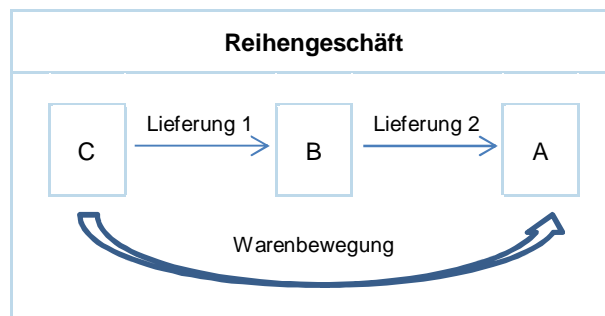 Reihengeschäft
Lieferung 1
Lieferung 2
C
B
A
Warenbewegung